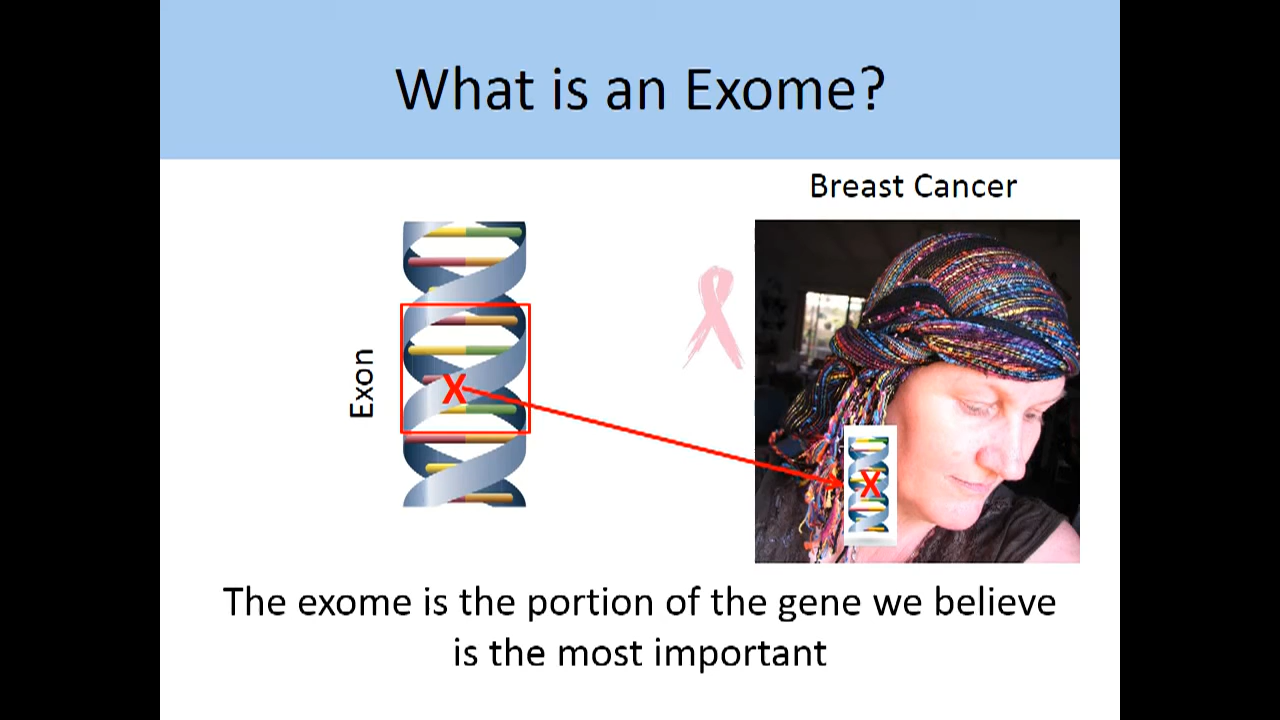 What is an Exome?
Breast Cancer
Exon
X
X
The exome is the portion of the gene we believe
is the most important